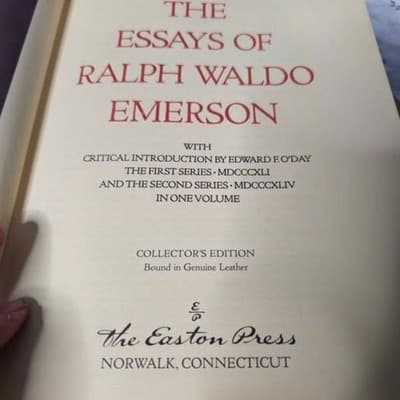 THE
ESSAYS OF
RALPH WALDO
EMERSON
WITH
CRITICAL INTRODUCTION BY EDWARD F. O'DAY
THE FIRST SERIES • MDCCCXLI
AND THE SECOND SERIES • MDCCCXLIV
IN ONE VOLUME
COLLECTOR'S EDITION
Bound in Genuine Leather
E
P
the Easton Press
NORWALK, CONNECTICUT